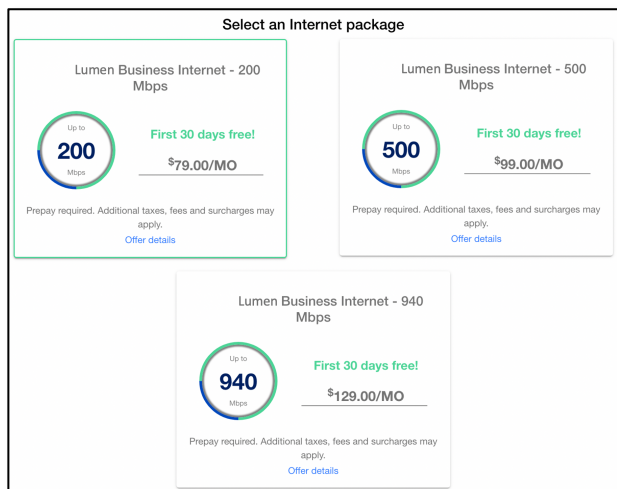 Select an Internet package
Lumen Business Internet - 200
Mbps
Up to
200
Mbps
First 30 days free!
$79.00/MO
Prepay required. Additional taxes, fees and surcharges may
apply.
Offer details
Lumen Business Internet - 500
Mbps
Up to
500
Mbps
First 30 days free!
$99.00/MO
Prepay required. Additional taxes, fees and surcharges may
apply.
Offer details
Lumen Business Internet - 940
Mbps
Up to
940
Mbps
First 30 days free!
$129.00/MO
Prepay required. Additional taxes, fees and surcharges may
apply.
Offer details